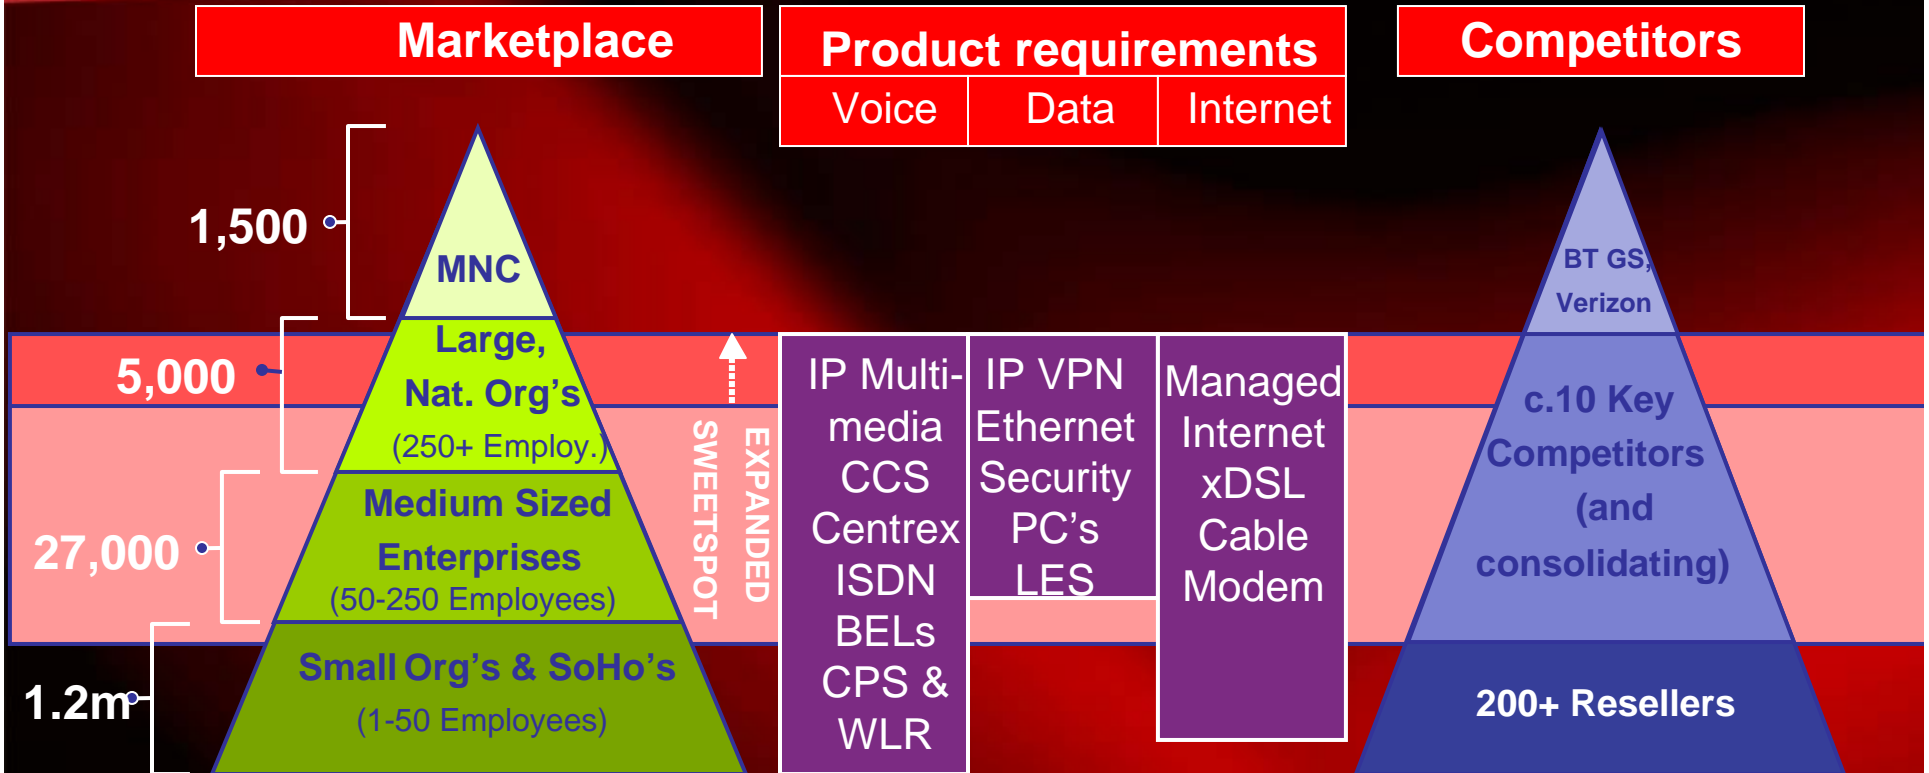 Marketplace
Product requirements
Competitors
Voice
Data
Internet
1,500
5,000
27,000
1.2m
MNC
Large,
Nat. Org's
(250+ Employ.)
Medium Sized
Enterprises
(50-250 Employees)
Small Org's & SoHo's
(1-50 Employees)
EXPANDED
SWEETSPOT
IP Multi-
media
CCS
Centrex
ISDN
BELs
CPS &
WLR
IP VPN
Ethernet
Security
PC's
LES
Managed
Internet
xDSL
Cable
Modem
BT GS,
Verizon
c.10 Key
Competitors
(and
consolidating)
200+ Resellers